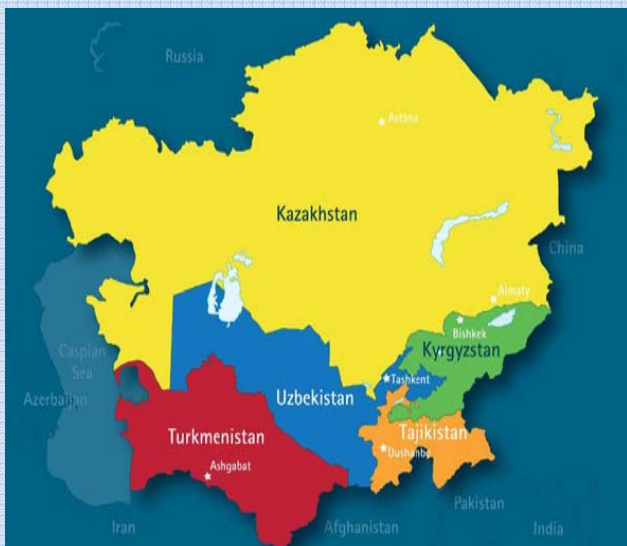 Russia
Astana
Kazakhstan
China
Almaty
Bishkek
Kyrgyzstan
Caspian
Sea
Tashkent
Azerbaijan
Uzbekistan
Turkmenistan
Tajikistan
Dushanbe
Ashgabat
Pakistan
Iran
Afghanistan
India